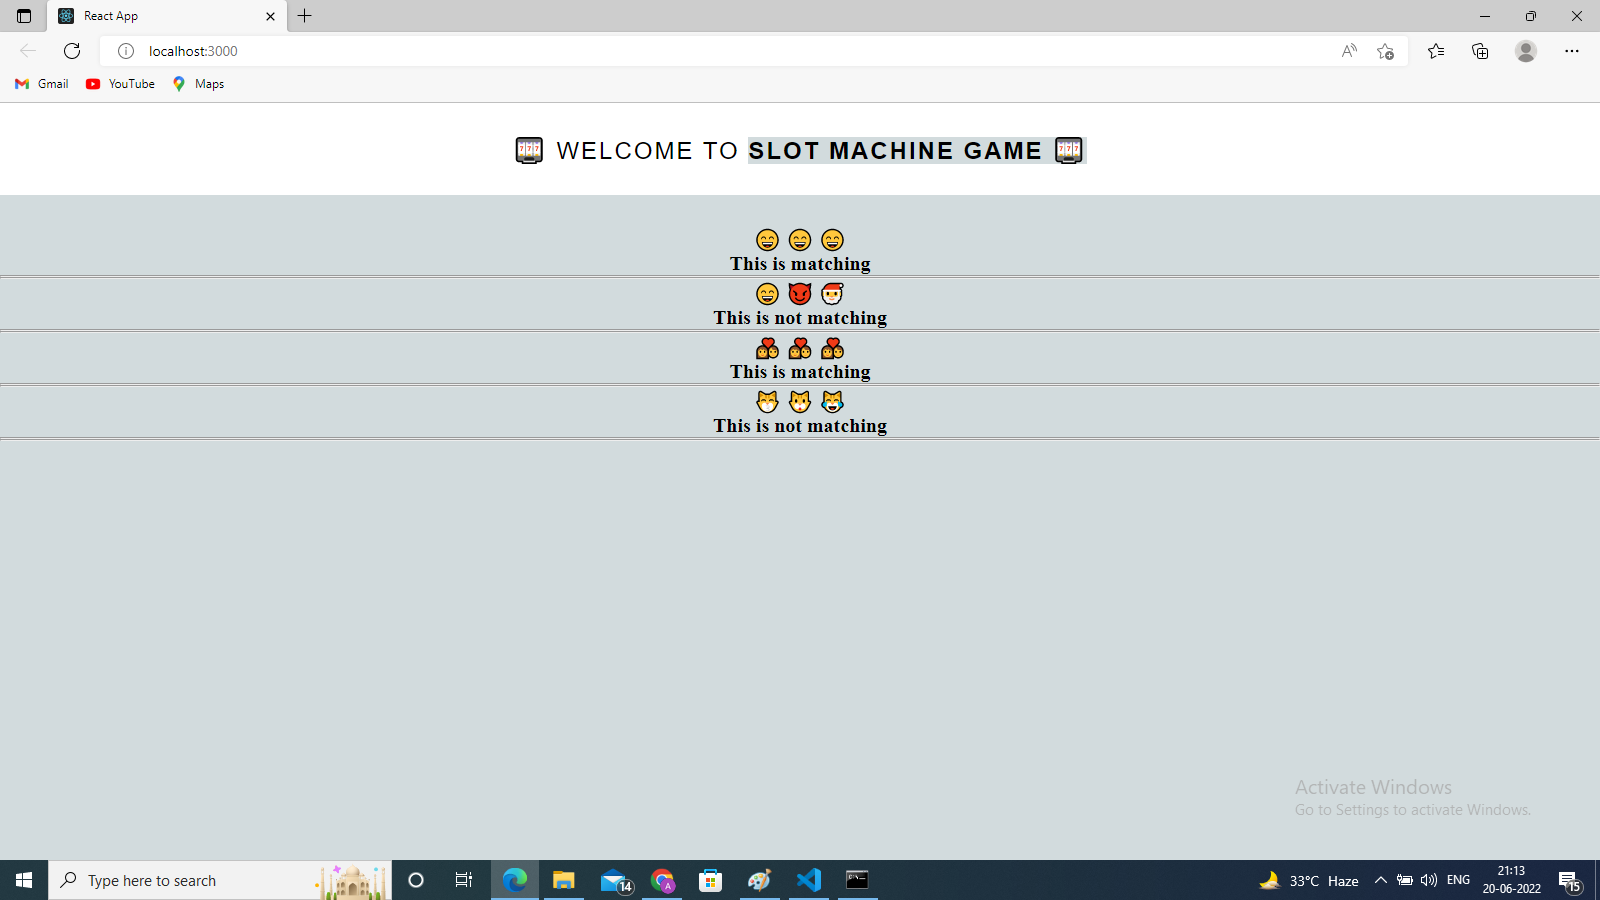 React App
localhost:3000
Gmail YouTube Maps
🎰 WELCOME TO SLOT MACHINE GAME 🎰
😄 😄 😄
This is matching
😄 😈 🎅
This is not matching
👩‍❤️‍👨 👩‍❤️‍👨 👩‍❤️‍👨
This is matching
😸 😺 😹
This is not matching
Activate Windows
Go to Settings to activate Windows.
Type here to search
14
A
33°C Haze
ENG
21:13
20-06-2022
15